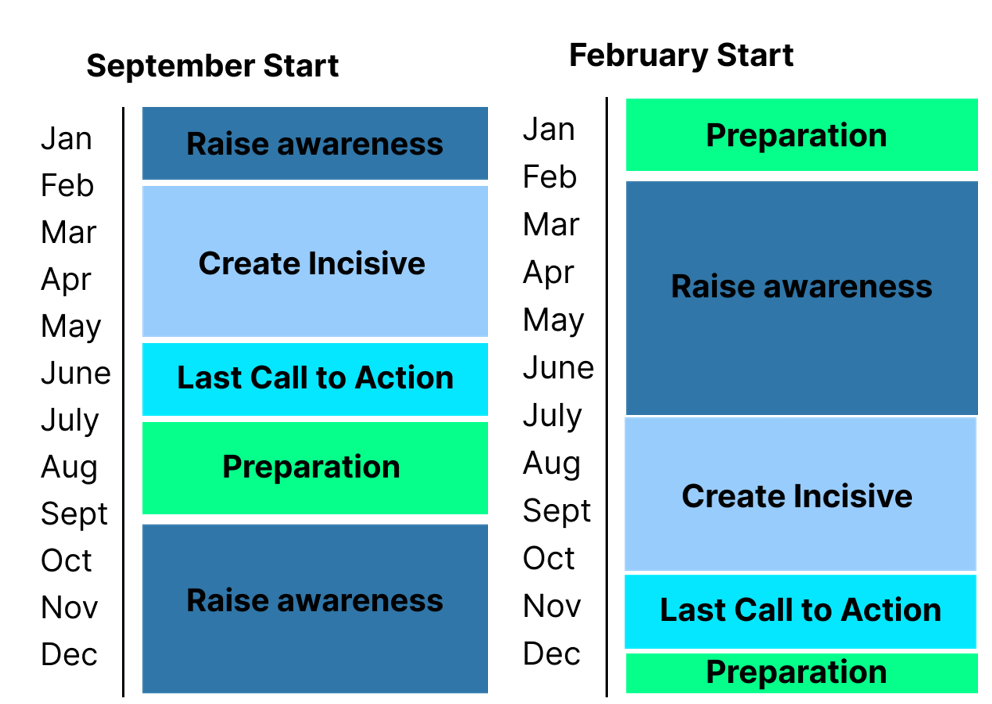 September Start
Jan
Feb
Mar
Apr
May
June
July
Aug
Sept
Oct
Nov
Dec
Raise awareness
Create Incisive
Last Call to Action
Preparation
Raise awareness
February Start
Jan
Feb
Mar
Apr
May
June
July
Aug
Sept
Oct
Nov
Dec
Preparation
Raise awareness
Create Incisive
Last Call to Action
Preparation